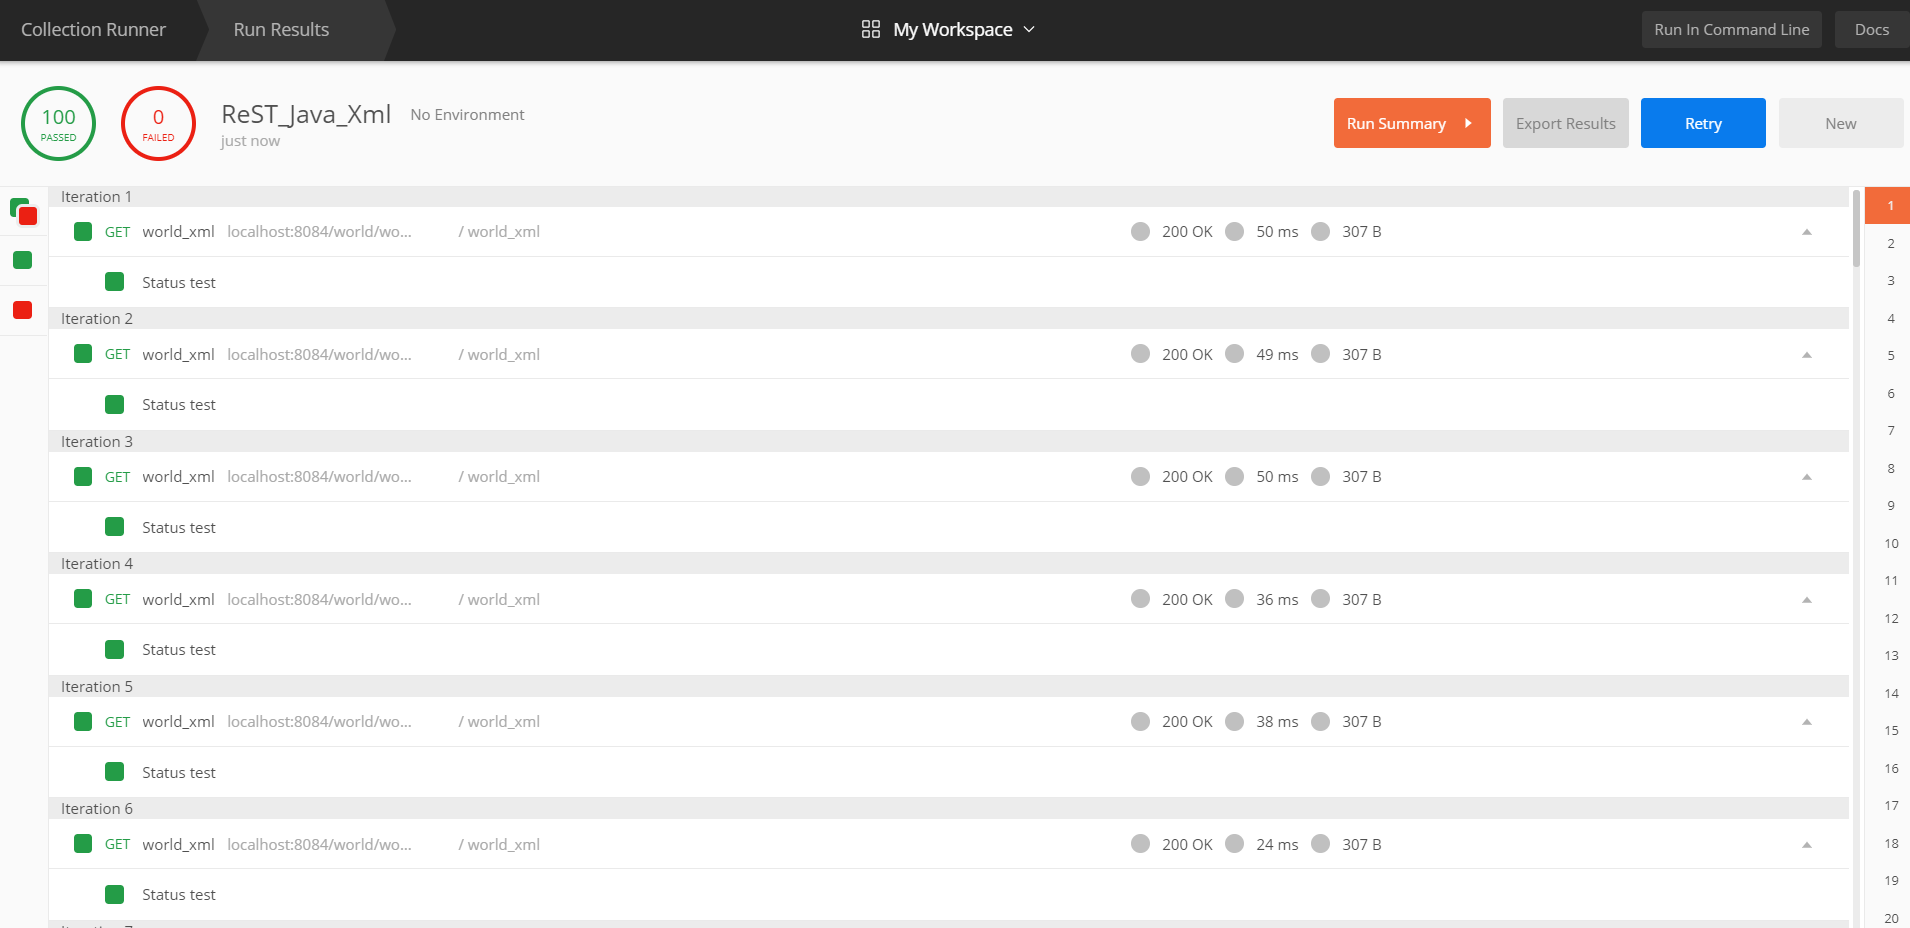 Collection Runner Run Results My Workspace Run In Command Line Docs
100 PASSED
0 FAILED
ReST_Java_Xml No Environment
just now
Run Summary Export Results Retry New
Iteration 1
GET world_xml localhost:8084/world/wo... / world_xml 200 OK 50 ms 307 B
Status test
Iteration 2
GET world_xml localhost:8084/world/wo... / world_xml 200 OK 49 ms 307 B
Status test
Iteration 3
GET world_xml localhost:8084/world/wo... / world_xml 200 OK 50 ms 307 B
Status test
Iteration 4
GET world_xml localhost:8084/world/wo... / world_xml 200 OK 36 ms 307 B
Status test
Iteration 5
GET world_xml localhost:8084/world/wo... / world_xml 200 OK 38 ms 307 B
Status test
Iteration 6
GET world_xml localhost:8084/world/wo... / world_xml 200 OK 24 ms 307 B
Status test
1
2
3
4
5
6
7
8
9
10
11
12
13
14
15
16
17
18
19
20